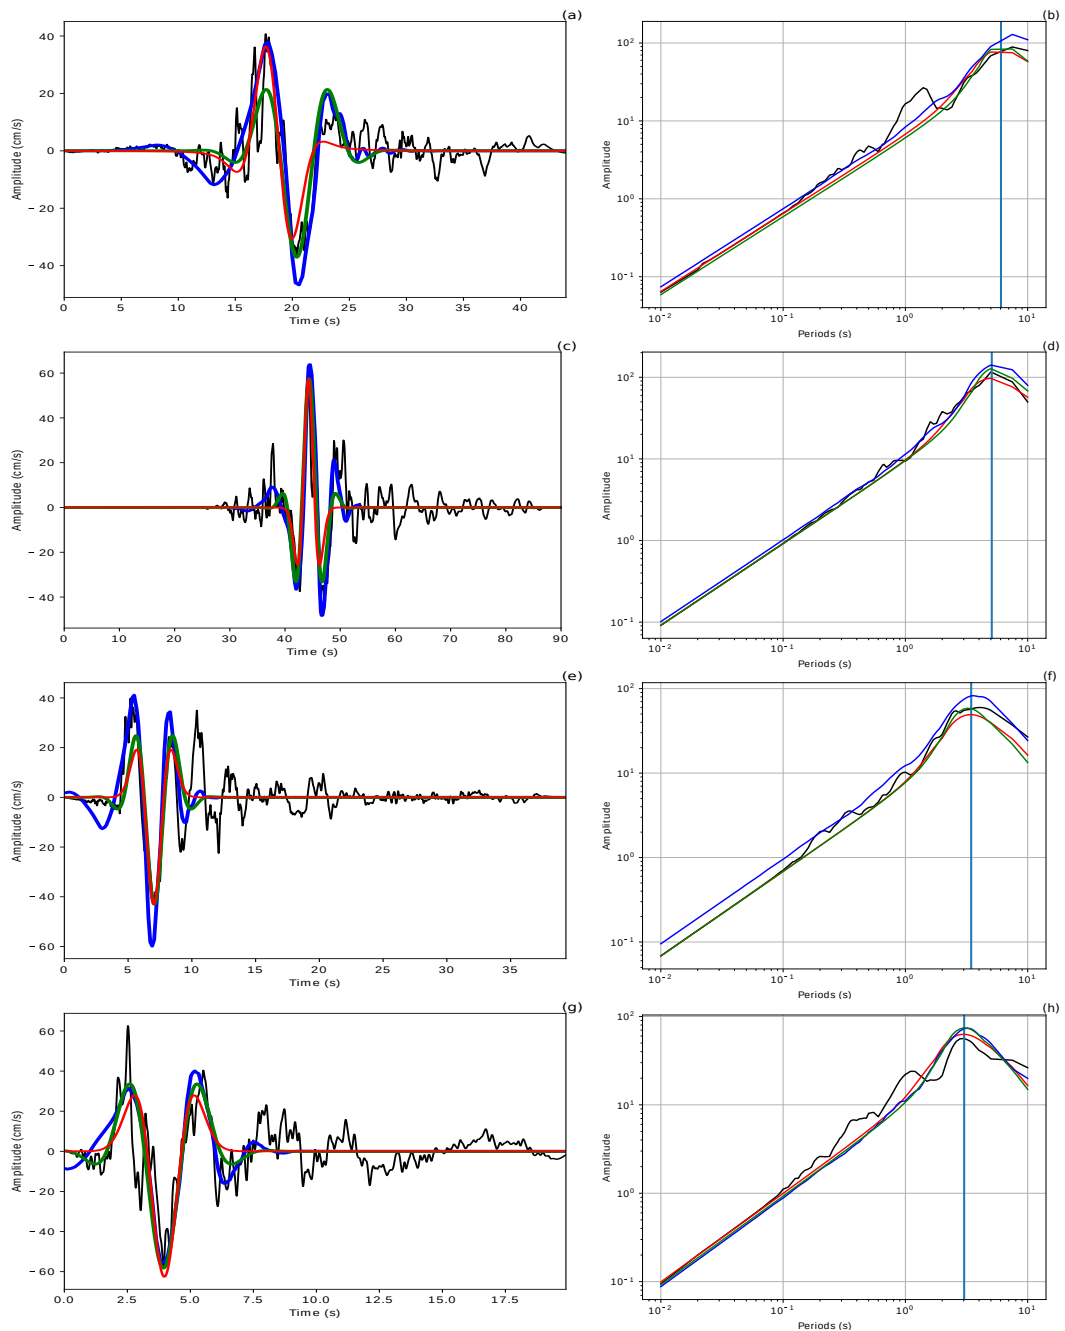 (a)
40
20
0
−20
−40
Amplitude (cm/s)
0 5 10 15 20 25 30 35 40
Time (s)
(b)
10²
10¹
10⁰
10⁻¹
Amplitude
10⁻² 10⁻¹ 10⁰ 10¹
Periods (s)
(c)
60
40
20
0
−20
−40
Amplitude (cm/s)
0 10 20 30 40 50 60 70 80 90
Time (s)
(d)
10²
10¹
10⁰
10⁻¹
Amplitude
10⁻² 10⁻¹ 10⁰ 10¹
Periods (s)
(e)
40
20
0
−20
−40
−60
Amplitude (cm/s)
0 5 10 15 20 25 30 35
Time (s)
(f)
10²
10¹
10⁰
10⁻¹
Amplitude
10⁻² 10⁻¹ 10⁰ 10¹
Periods (s)
(g)
60
40
20
0
−20
−40
−60
Amplitude (cm/s)
0.0 2.5 5.0 7.5 10.0 12.5 15.0 17.5
Time (s)
(h)
10²
10¹
10⁰
10⁻¹
Amplitude
10⁻² 10⁻¹ 10⁰ 10¹
Periods (s)